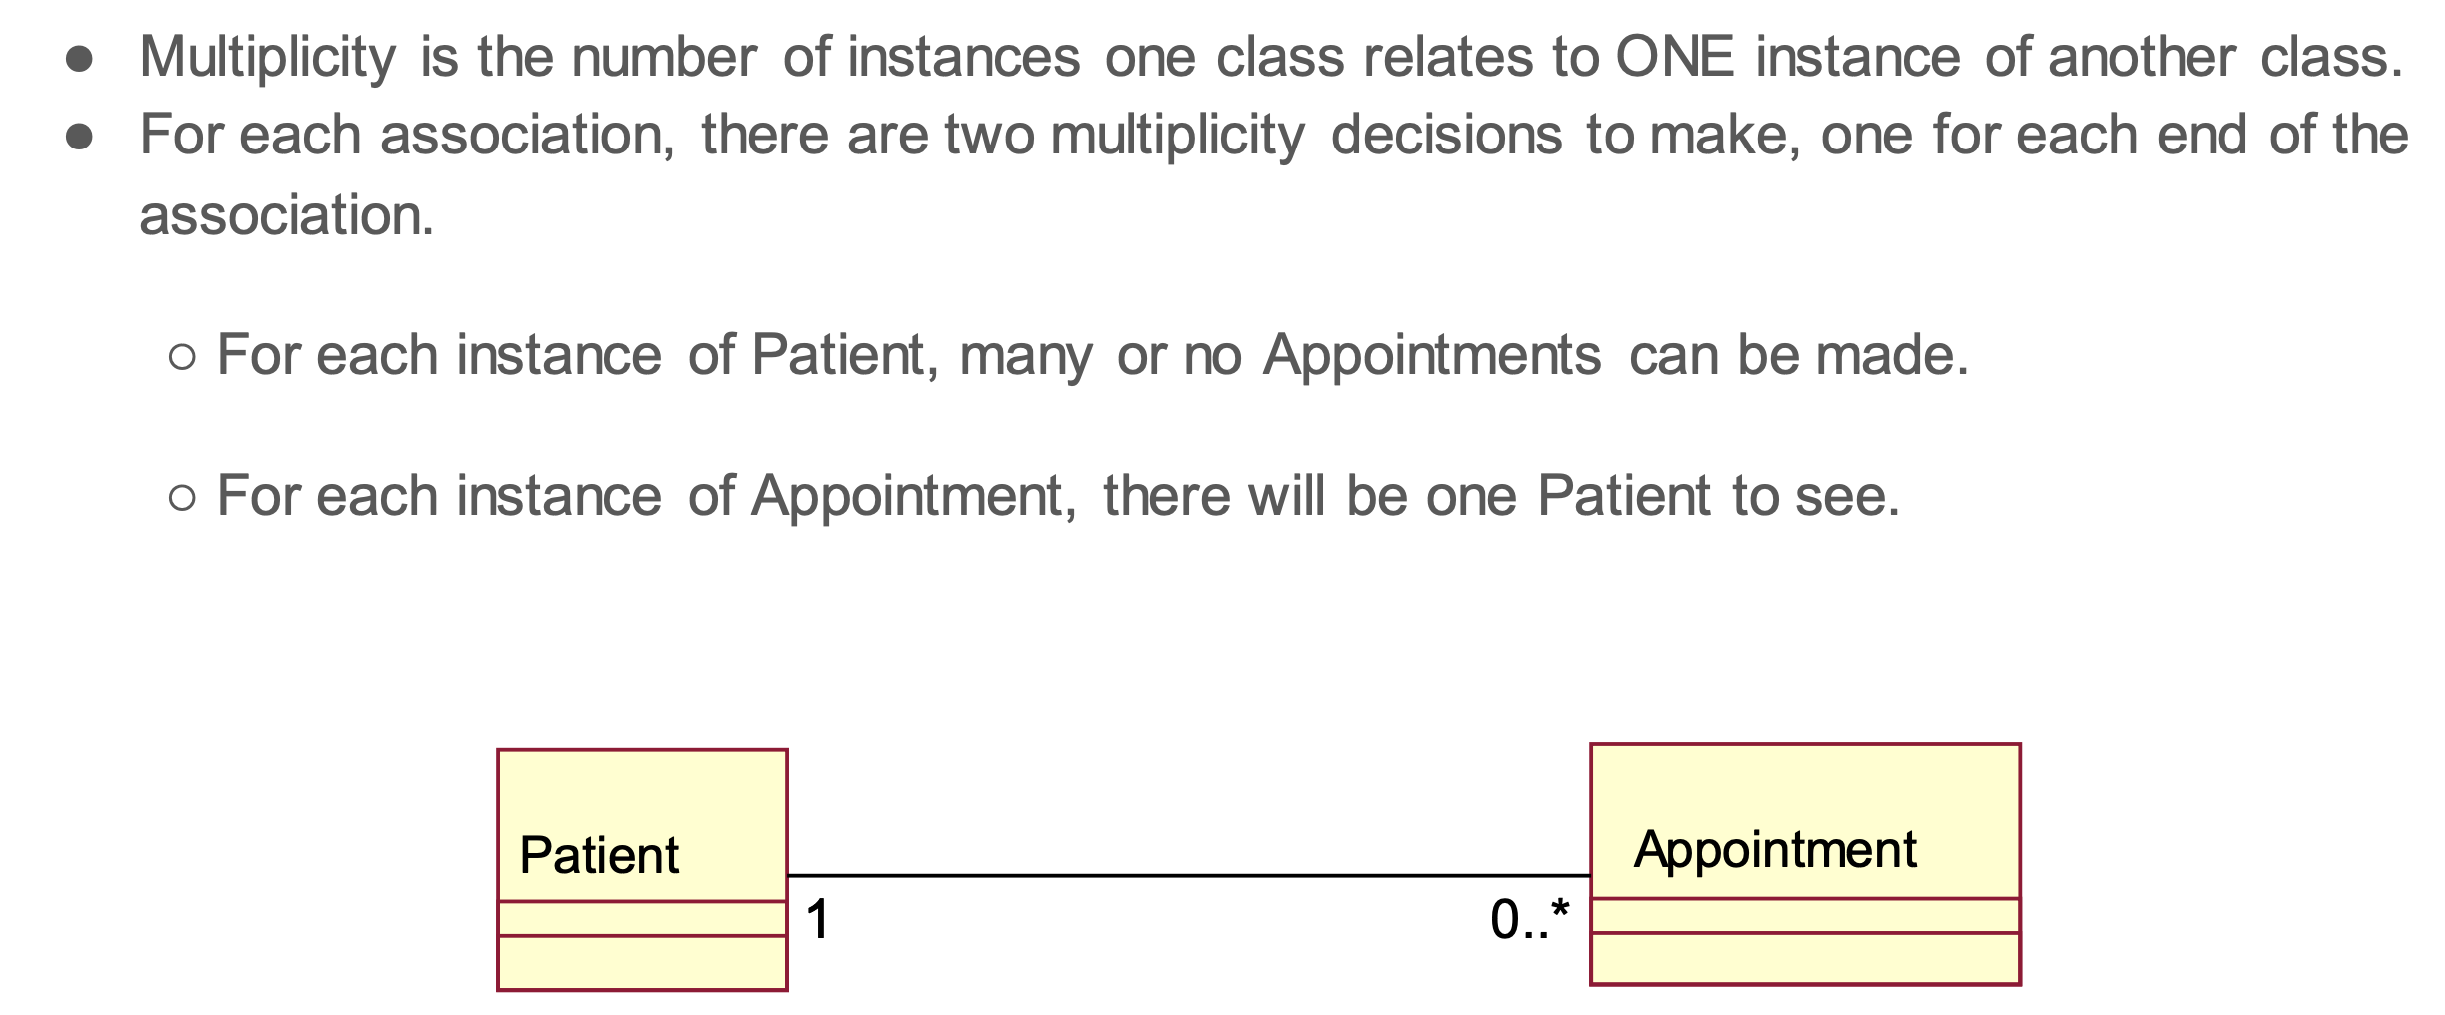 ● Multiplicity is the number of instances one class relates to ONE instance of another class.
● For each association, there are two multiplicity decisions to make, one for each end of the
association.
○ For each instance of Patient, many or no Appointments can be made.
○ For each instance of Appointment, there will be one Patient to see.
Patient
Appointment
1
0..*